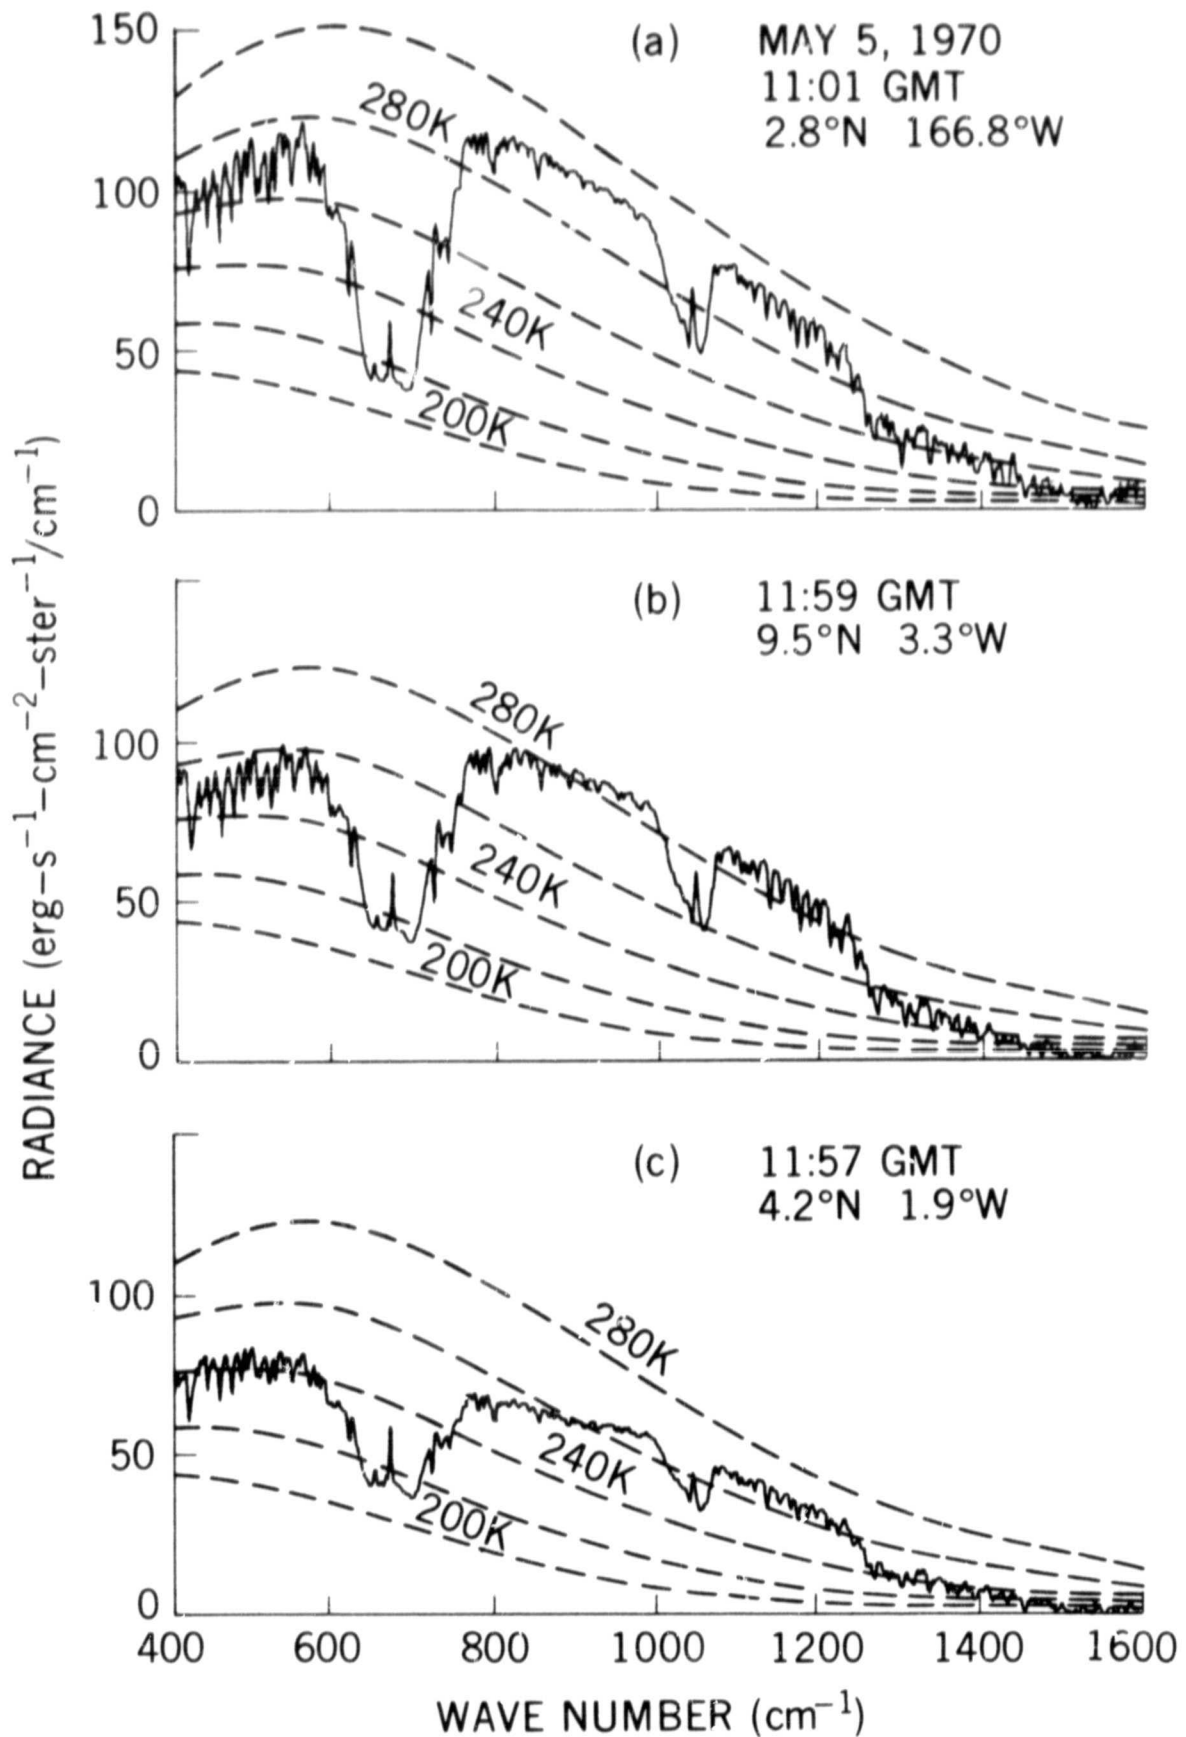 RADIANCE (erg–s⁻¹–cm⁻²–ster⁻¹/cm⁻¹)
(a) MAY 5, 1970
11:01 GMT
2.8°N 166.8°W
150
100
50
0
280K
240K
200K
(b) 11:59 GMT
9.5°N 3.3°W
100
50
0
280K
240K
200K
(c) 11:57 GMT
4.2°N 1.9°W
100
50
0
280K
240K
200K
400 600 800 1000 1200 1400 1600
WAVE NUMBER (cm⁻¹)